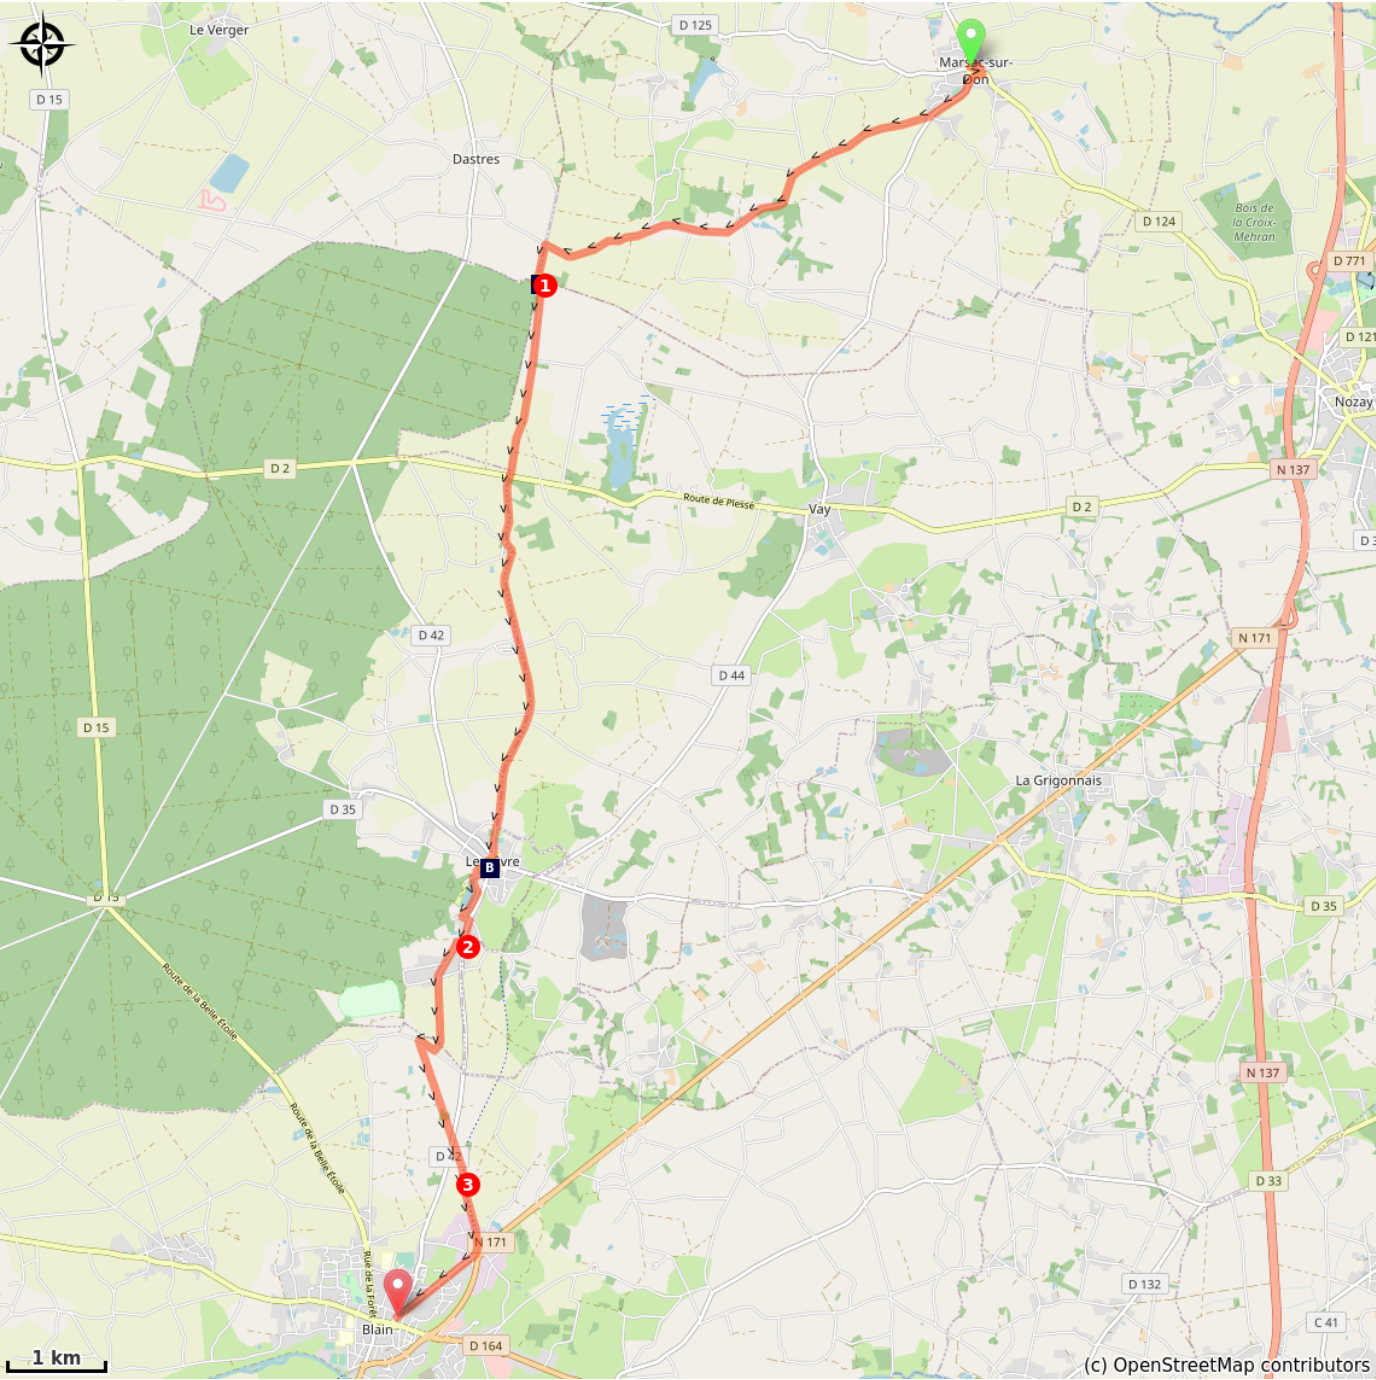 Le Verger
D 125
Marsac-sur-
Don
D 15
Dastres
D 124
Bois de
la Croix-
Mehran
D 771
1
D 121
Nozay
D 2
Route de Plessé
N 137
Vay
D 2
D 3
D 42
N 171
D 44
D 15
La Grigonnais
D 35
B
D 15
D 35
2
Route de la Belle Étoile
N 137
Route de la Belle Étoile
D 42
3
D 33
N 171
Rue de la Forêt
D 132
C 41
Blain
D 164
1 km
(c) OpenStreetMap contributors